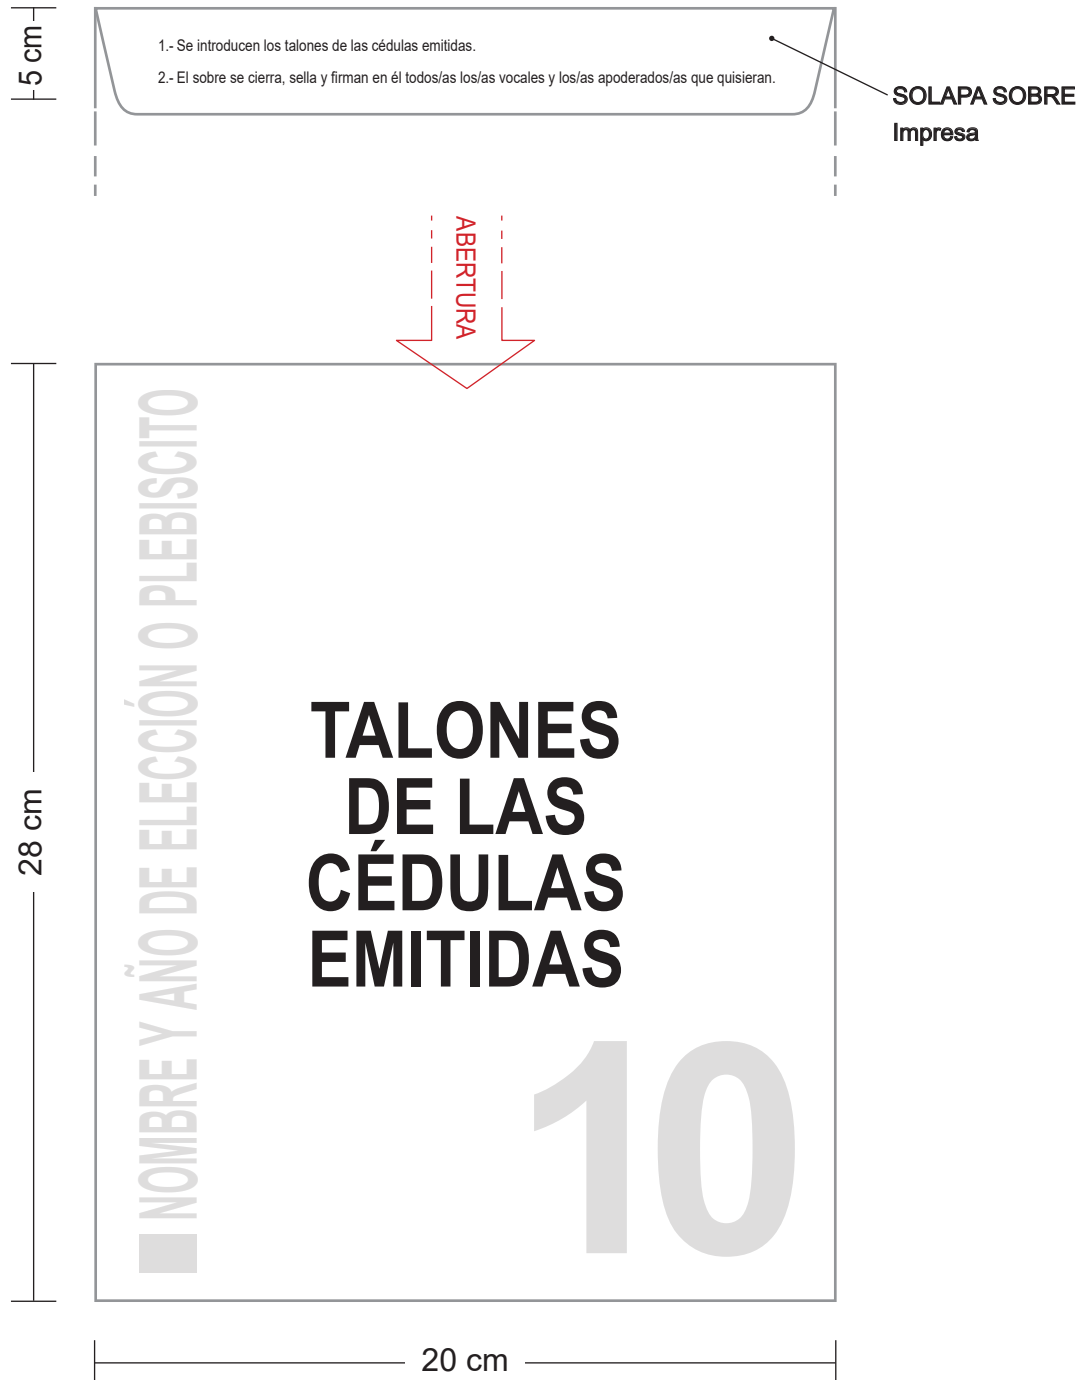 5 cm
1.- Se introducen los talones de las cédulas emitidas.
2.- El sobre se cierra, sella y firman en él todos/as los/as vocales y los/as apoderados/as que quisieran.
SOLAPA SOBRE
Impresa
ABERTURA
NOMBRE Y AÑO DE ELECCIÓN O PLEBISCITO
28 cm
TALONES
DE LAS
CÉDULAS
EMITIDAS
10
20 cm